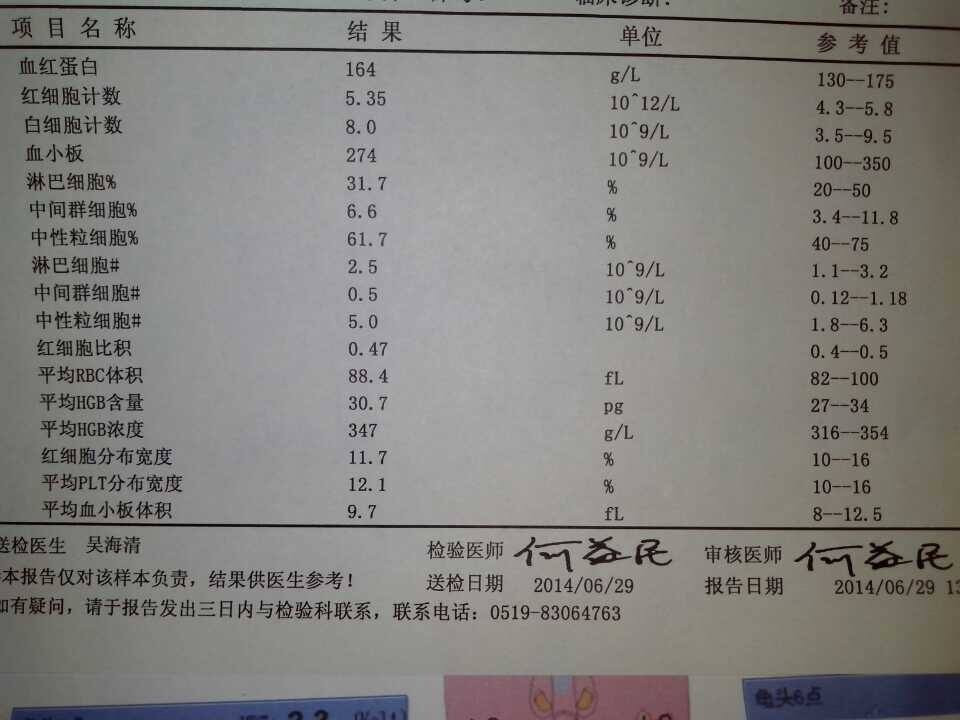 备注:
项目名称 结果 单位 参考值
血红蛋白 164 g/L 130--175
红细胞计数 5.35 10^12/L 4.3--5.8
白细胞计数 8.0 10^9/L 3.5--9.5
血小板 274 10^9/L 100--350
淋巴细胞% 31.7 % 20--50
中间群细胞% 6.6 % 3.4--11.8
中性粒细胞% 61.7 % 40--75
淋巴细胞# 2.5 10^9/L 1.1--3.2
中间群细胞# 0.5 10^9/L 0.12--1.18
中性粒细胞# 5.0 10^9/L 1.8--6.3
红细胞比积 0.47 0.4--0.5
平均RBC体积 88.4 fL 82--100
平均HGB含量 30.7 pg 27--34
平均HGB浓度 347 g/L 316--354
红细胞分布宽度 11.7 % 10--16
平均PLT分布宽度 12.1 % 10--16
平均血小板体积 9.7 fL 8--12.5
送检医生 吴海清 检验医师 何益民 审核医师 何益民
本报告仅对该样本负责，结果供医生参考! 送检日期 2014/06/29 报告日期 2014/06/29 13
如有疑问，请于报告发出三日内与检验科联系，联系电话: 0519-83064763
龟头6点